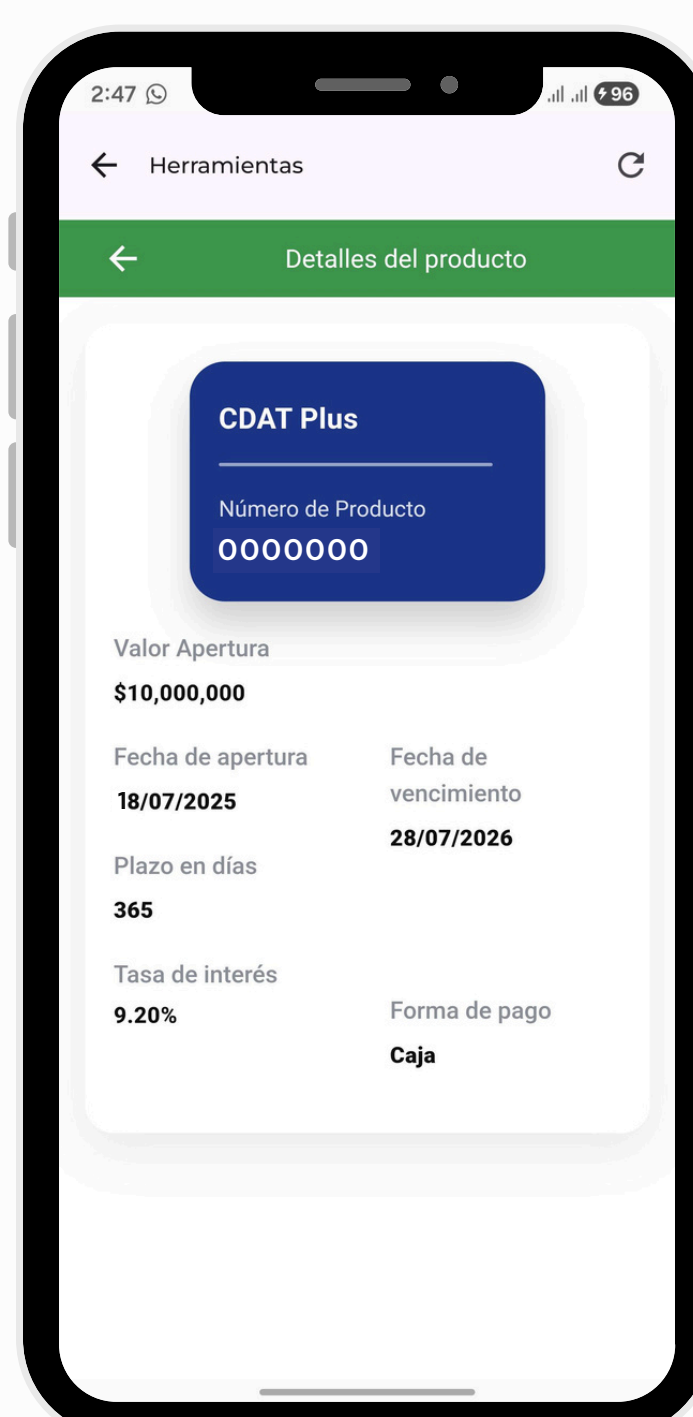 2:47
96
Herramientas
Detalles del producto
CDAT Plus
Número de Producto
0000000
Valor Apertura
$10,000,000
Fecha de apertura
18/07/2025
Fecha de
vencimiento
28/07/2026
Plazo en días
365
Tasa de interés
9.20%
Forma de pago
Caja